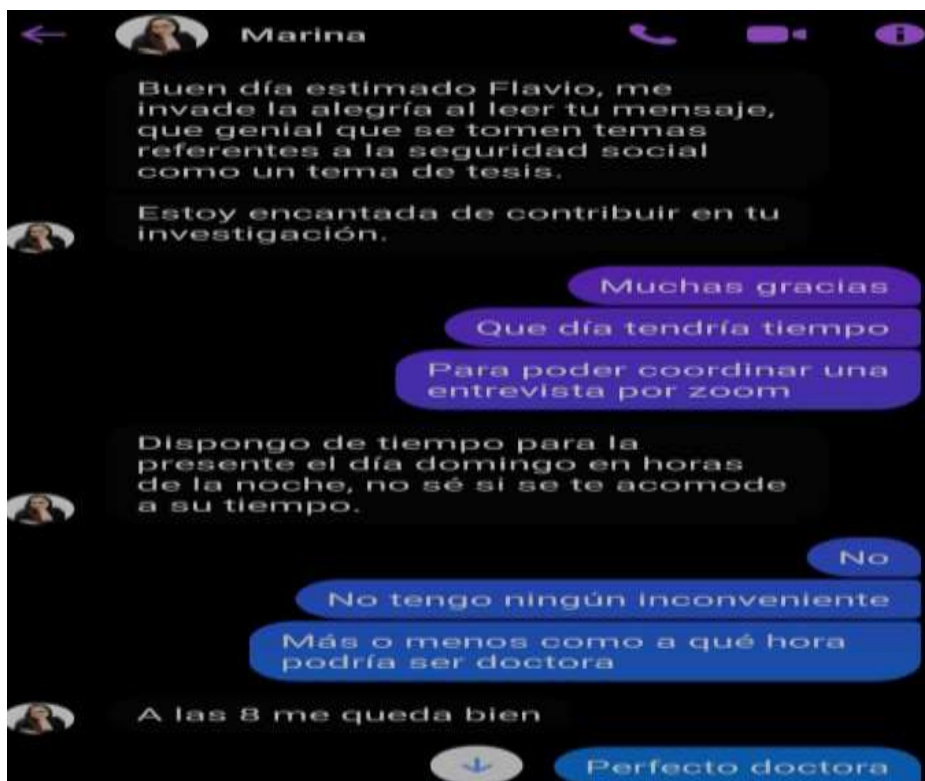 Marina
Buen día estimado Flavio, me
invade la alegría al leer tu mensaje,
que genial que se tomen temas
referentes a la seguridad social
como un tema de tesis.
Estoy encantada de contribuir en tu
investigación.
Muchas gracias
Que día tendría tiempo
Para poder coordinar una
entrevista por zoom
Dispongo de tiempo para la
presente el día domingo en horas
de la noche, no sé si se te acomode
a su tiempo.
No
No tengo ningún inconveniente
Más o menos como a qué hora
podría ser doctora
A las 8 me queda bien
Perfecto doctora